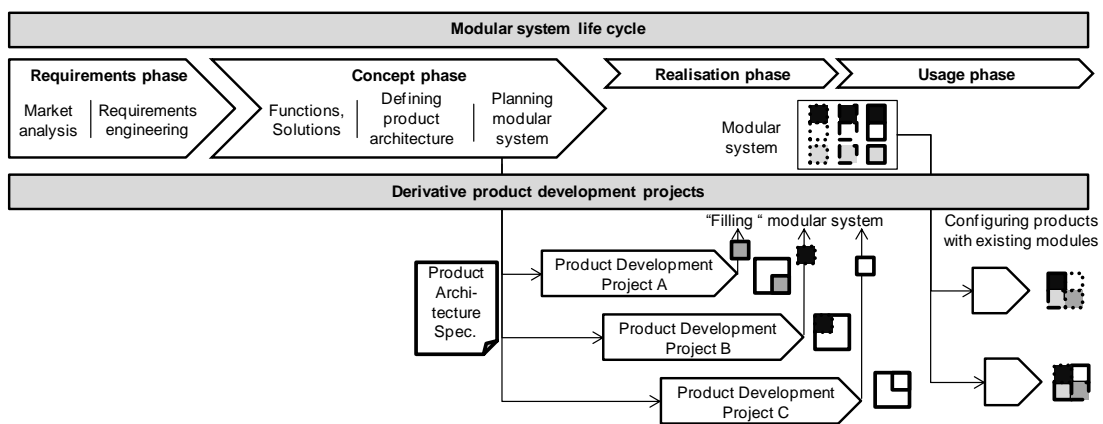 Modular system life cycle
Requirements phase
Market
analysis
Requirements
engineering
Concept phase
Functions,
Solutions
Defining
product
architecture
Planning
modular
system
Realisation phase
Usage phase
Modular
system
Derivative product development projects
“Filling “ modular system
Configuring products
with existing modules
Product
Archi-
tecture
Spec.
Product Development
Project A
Product Development
Project B
Product Development
Project C